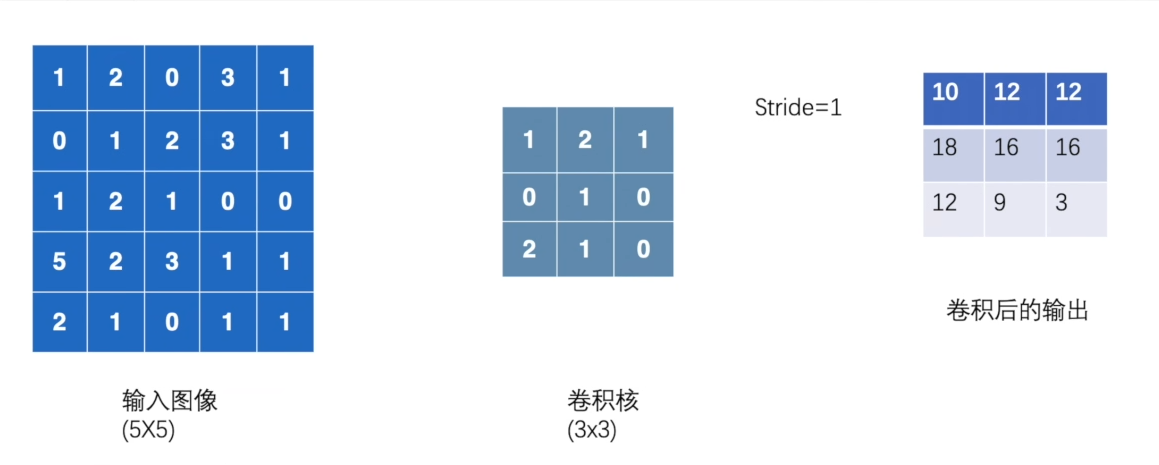 1 2 0 3 1
0 1 2 3 1
1 2 1 0 0
5 2 3 1 1
2 1 0 1 1
输入图像
(5X5)
1 2 1
0 1 0
2 1 0
卷积核
(3x3)
Stride=1
10 12 12
18 16 16
12 9 3
卷积后的输出